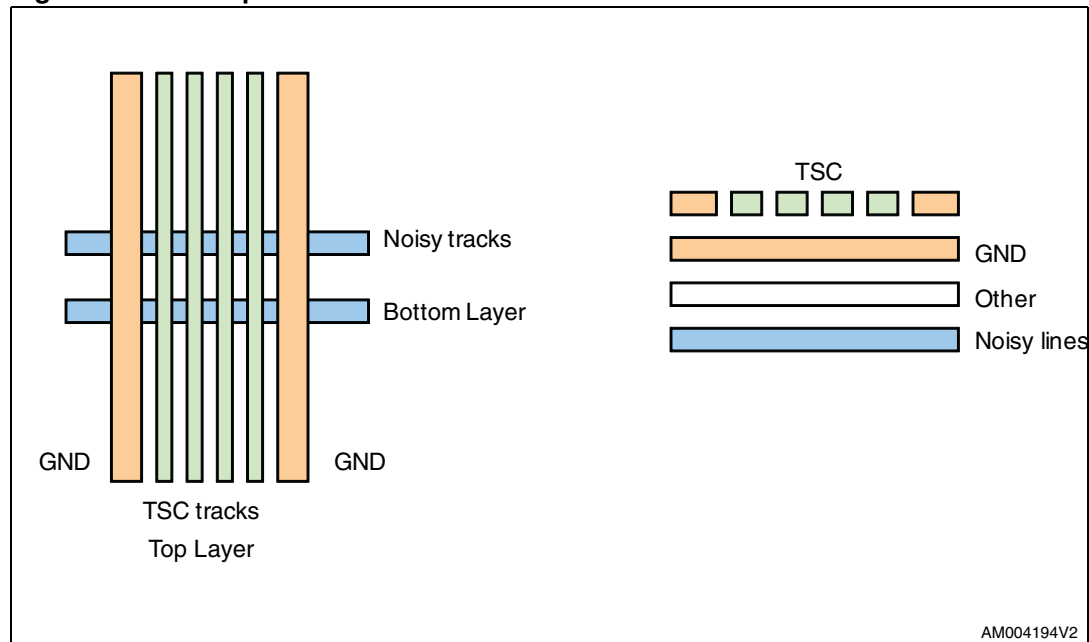 Noisy tracks
Bottom Layer
GND
GND
TSC tracks
Top Layer
TSC
GND
Other
Noisy lines
AM004194V2